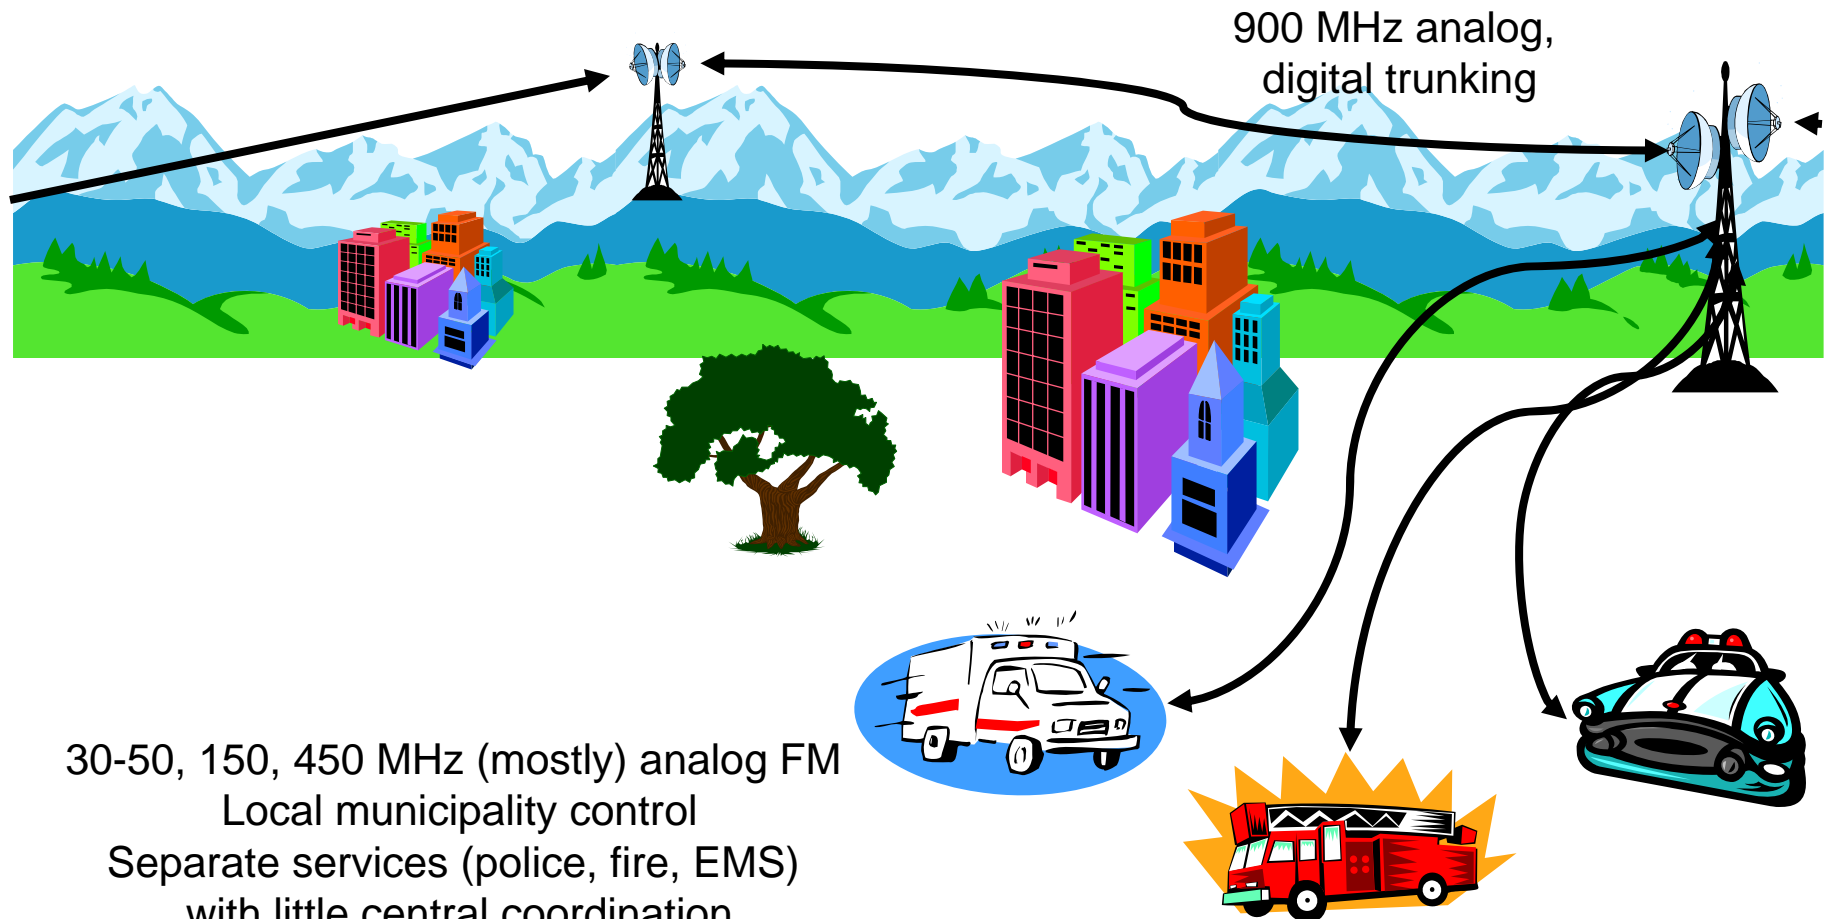 900 MHz analog,
digital trunking
30-50, 150, 450 MHz (mostly) analog FM
Local municipality control
Separate services (police, fire, EMS)
with little central coordination